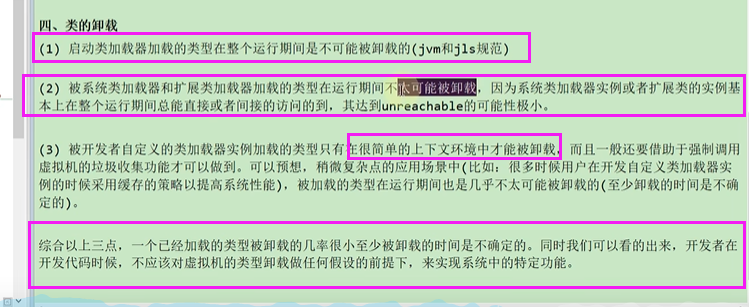 四、类的卸载
(1) 启动类加载器加载的类型在整个运行期间是不可能被卸载的(jvm和jls规范)
(2) 被系统类加载器和扩展类加载器加载的类型在运行期间不太可能被卸载，因为系统类加载器实例或者扩展类的实例基
本上在整个运行期间总能直接或者间接的访问的到，其达到unreachable的可能性极小。
(3) 被开发者自定义的类加载器实例加载的类型只有在很简单的上下文环境中才能被卸载，而且一般还要借助于强制调用
虚拟机的垃圾收集功能才可以做到。可以预想，稍微复杂点的应用场景中(比如：很多时候用户在开发自定义类加载器实
例的时候采用缓存的策略以提高系统性能)，被加载的类型在运行期间也是几乎不太可能被卸载的(至少卸载的时间是不确
定的)。
综合以上三点，一个已经加载的类型被卸载的几率很小至少被卸载的时间是不确定的。同时我们可以看的出来，开发者在
开发代码时候，不应该对虚拟机的类型卸载做任何假设的前提下，来实现系统中的特定功能。